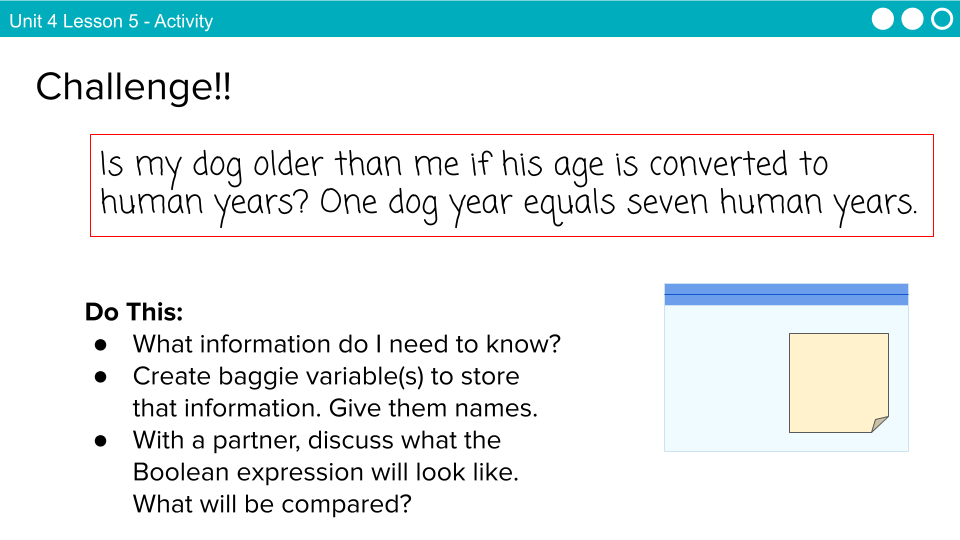 Unit 4 Lesson 5 - Activity
Challenge!!
Is my dog older than me if his age is converted to
human years? One dog year equals seven human years.
Do This:
● What information do I need to know?
● Create baggie variable(s) to store
that information. Give them names.
● With a partner, discuss what the
Boolean expression will look like.
What will be compared?